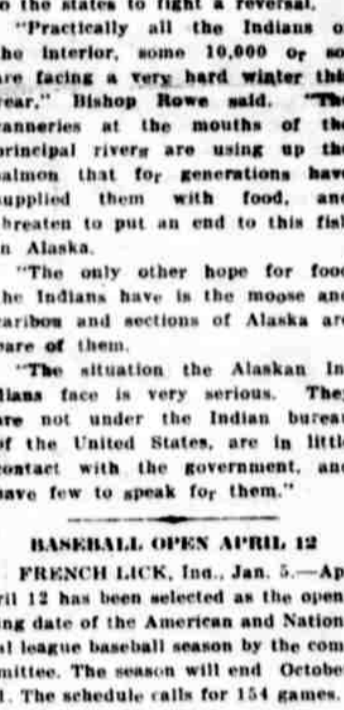 to the states to fight a reversal.
"Practically all the Indians o
the interior, some 10,000 or so
are facing a very hard winter thi
year," Bishop Rowe said. "The
canneries at the mouths of the
principal rivers are using up the
salmon that for generations have
supplied them with food, and
threaten to put an end to this fish
in Alaska.
"The only other hope for food
the Indians have is the moose and
caribou and sections of Alaska are
bare of them.
"The situation the Alaskan In
dians face is very serious. They
are not under the Indian bureau
of the United States, are in little
contact with the government, and
have few to speak for them."
BASEBALL OPEN APRIL 12
FRENCH LICK, Ind., Jan. 5.—Ap
ril 12 has been selected as the open
ing date of the American and Nation
al league baseball season by the com
mittee. The season will end October
1. The schedule calls for 154 games.